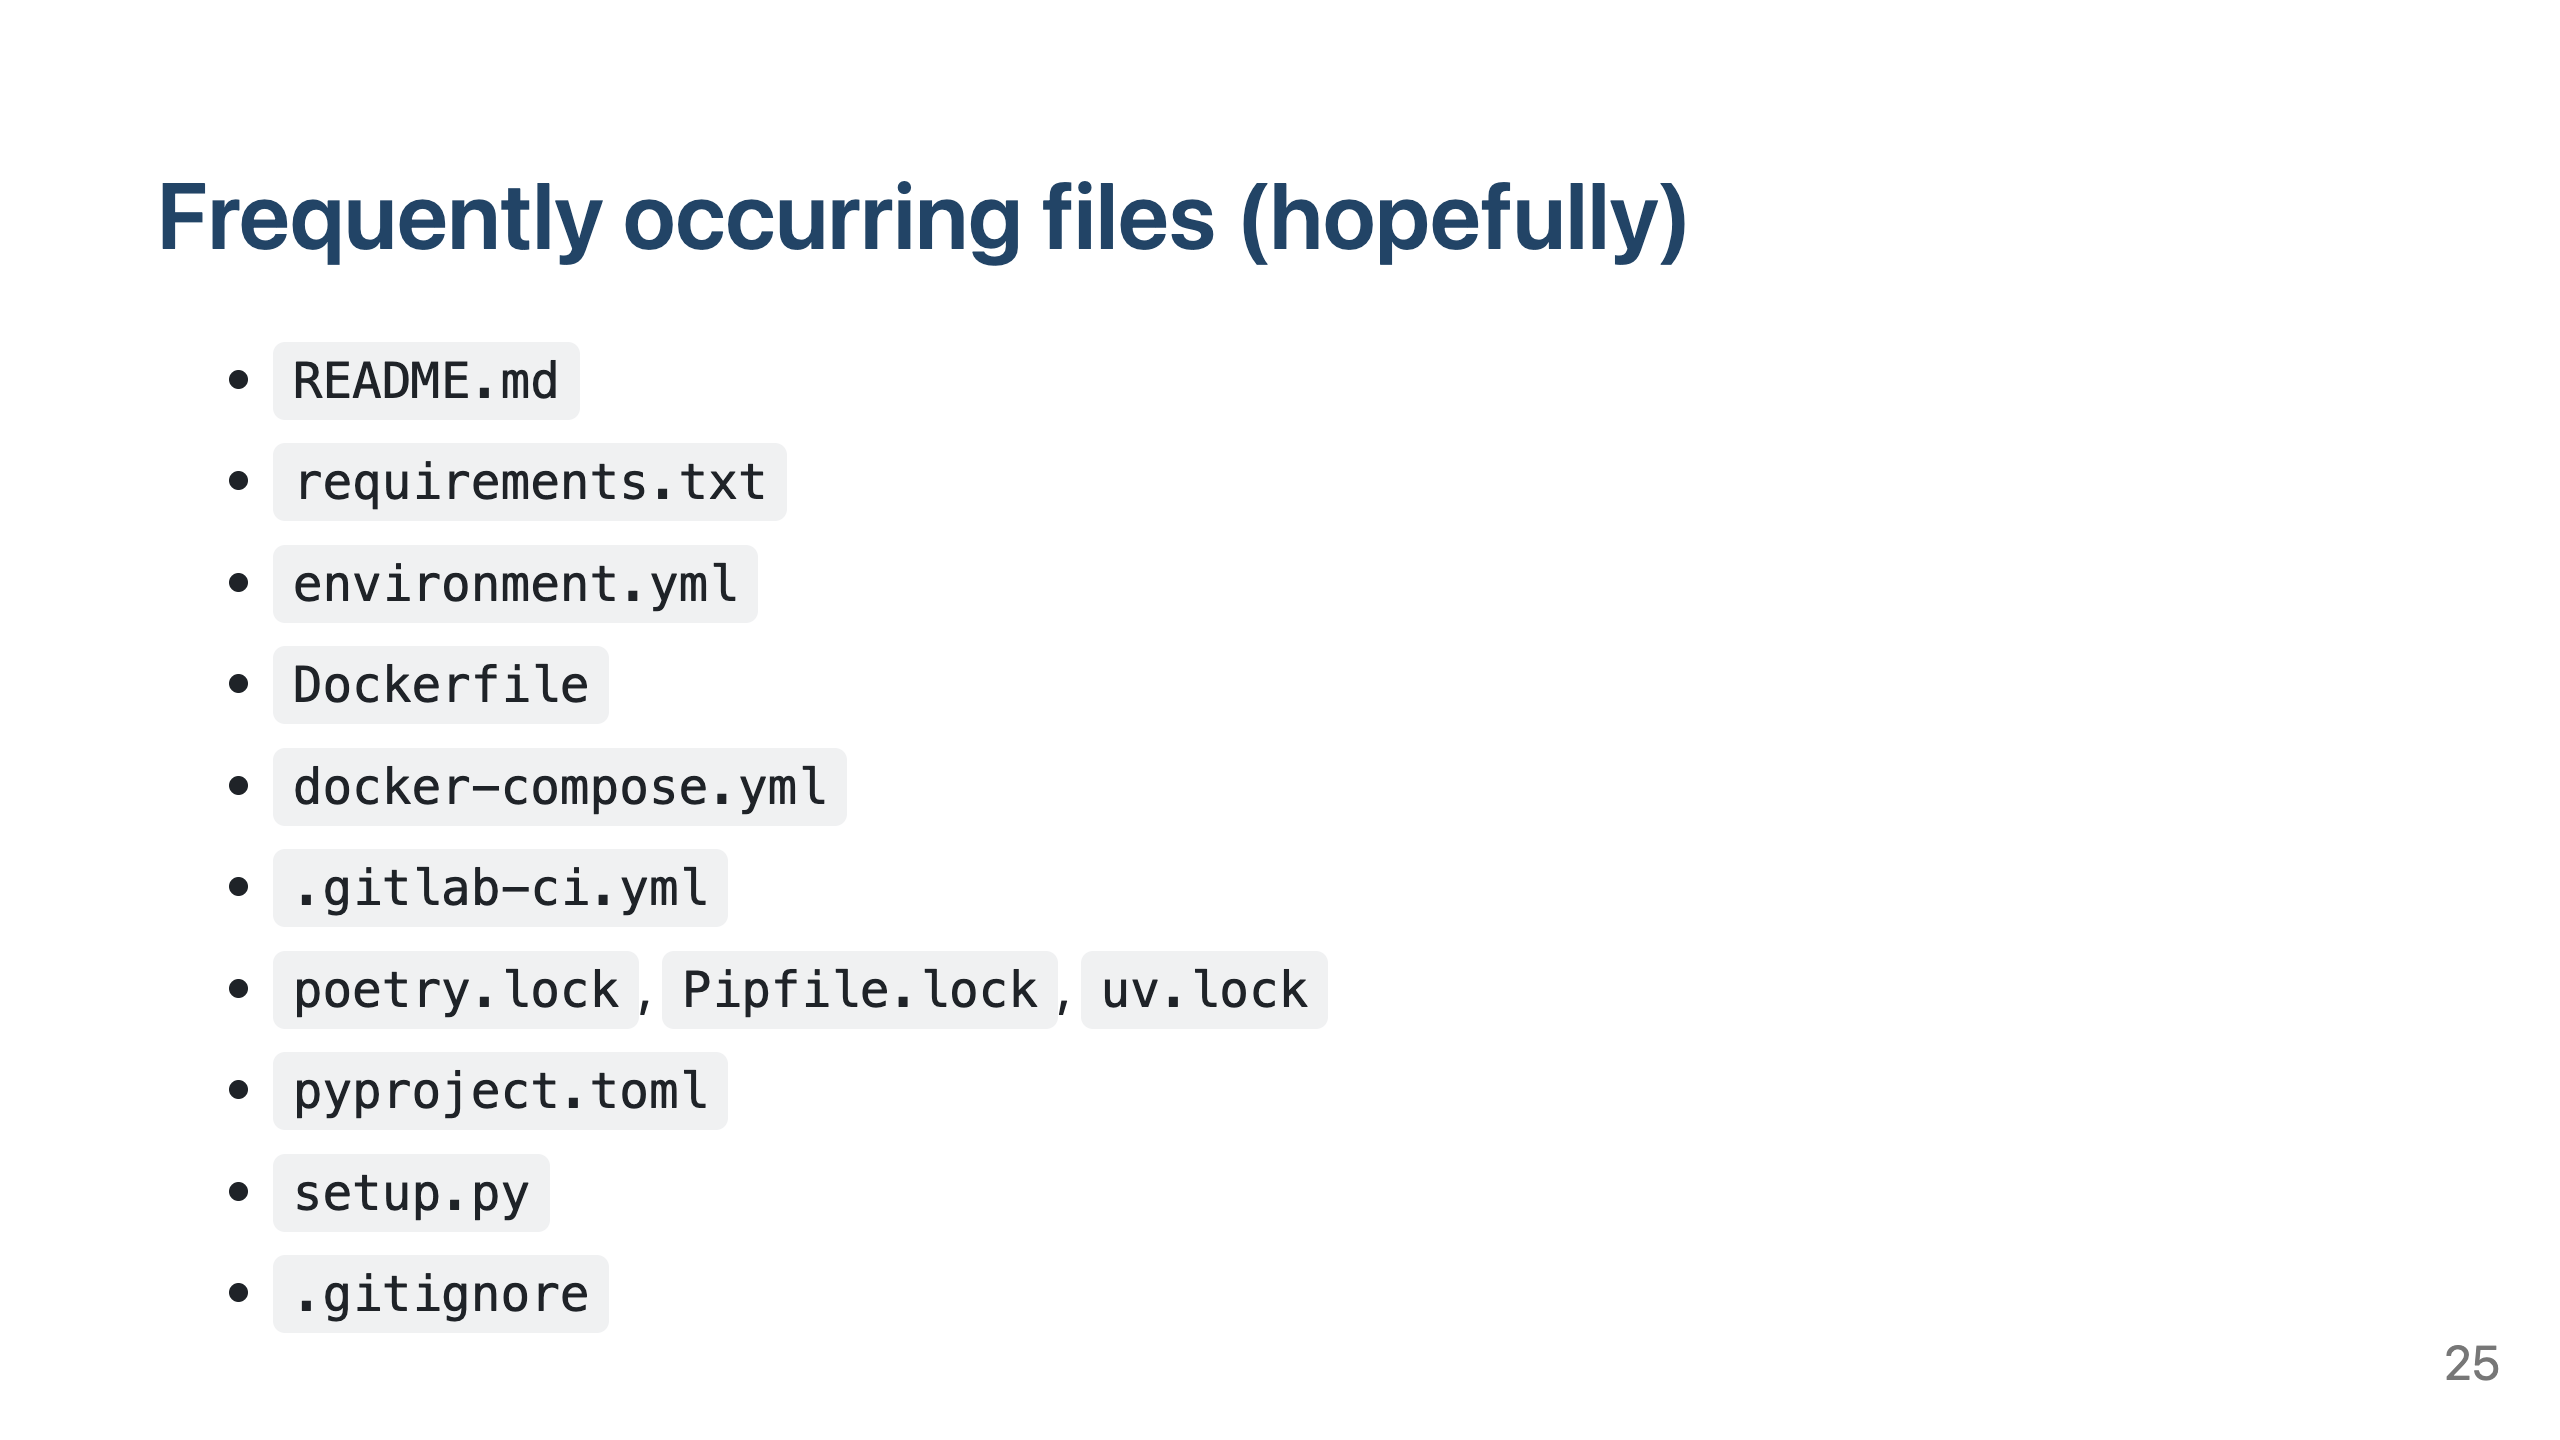 Frequently occurring files (hopefully)
• README.md
• requirements.txt
• environment.yml
• Dockerfile
• docker-compose.yml
• .gitlab-ci.yml
• poetry.lock, Pipfile.lock, uv.lock
• pyproject.toml
• setup.py
• .gitignore
25